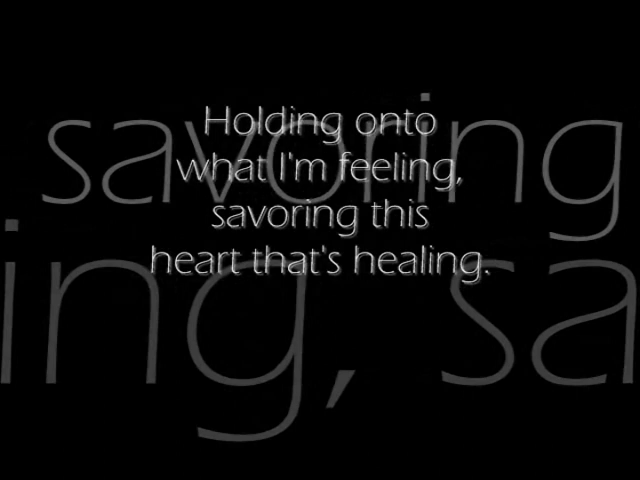 Holding onto
what I'm feeling,
savoring this
heart that's healing.
savoring
ing, sa